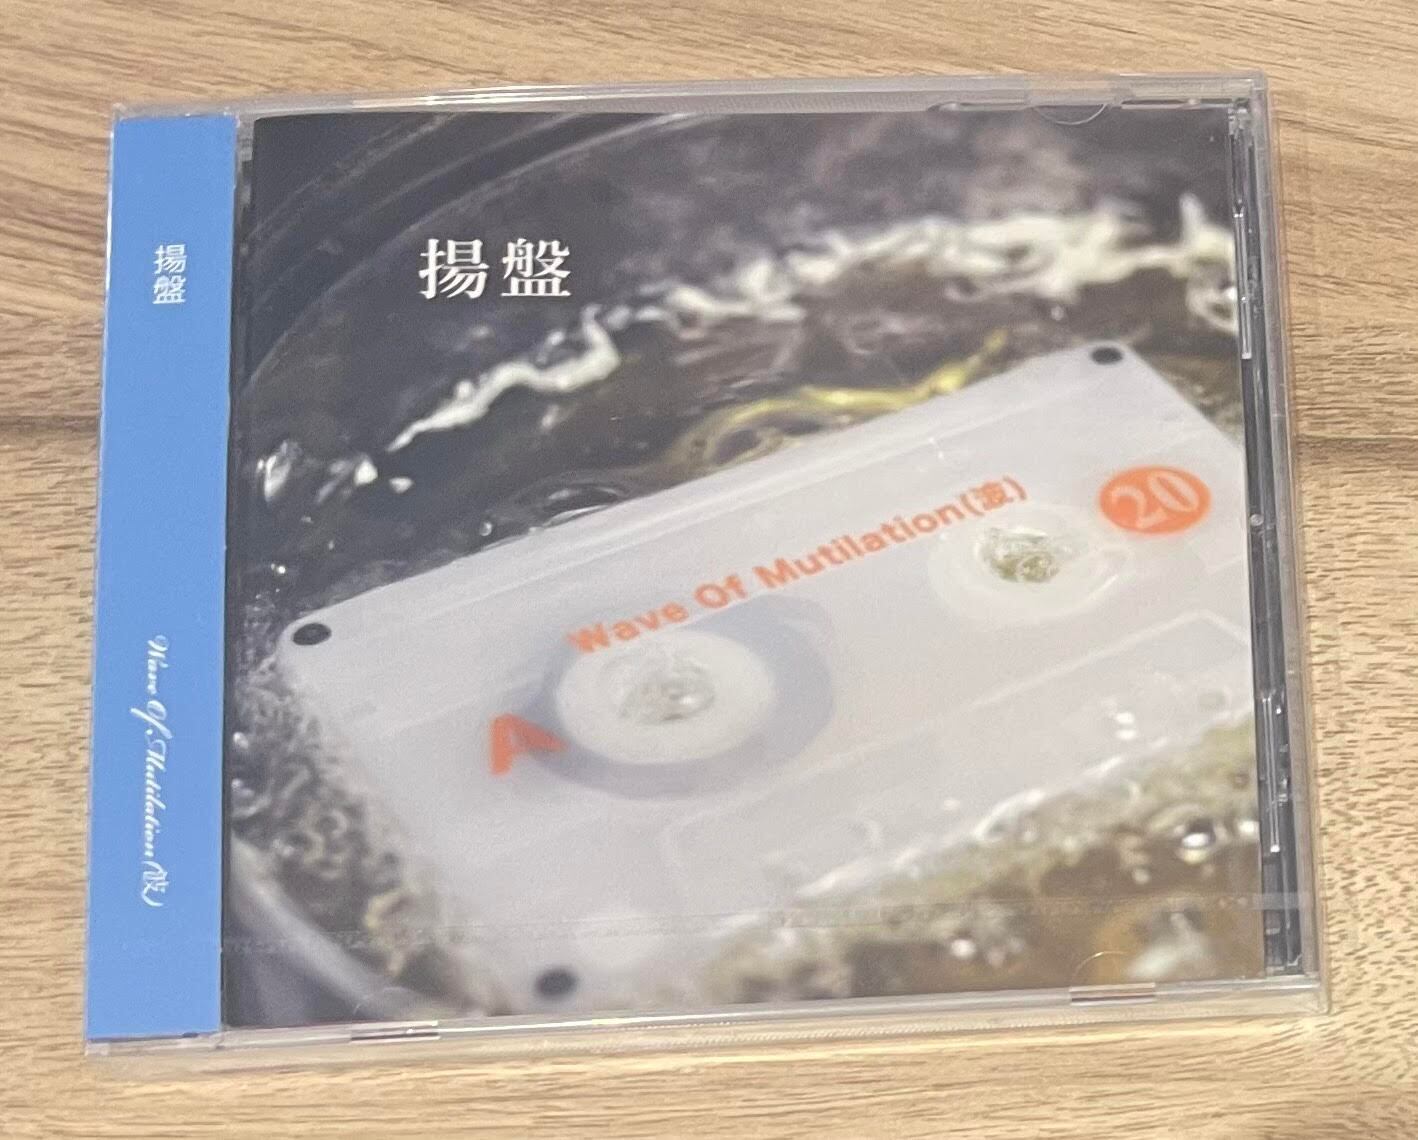 揚盤
Wave Of Mutilation(波)
揚盤
Wave Of Mutilation(波)
20
A